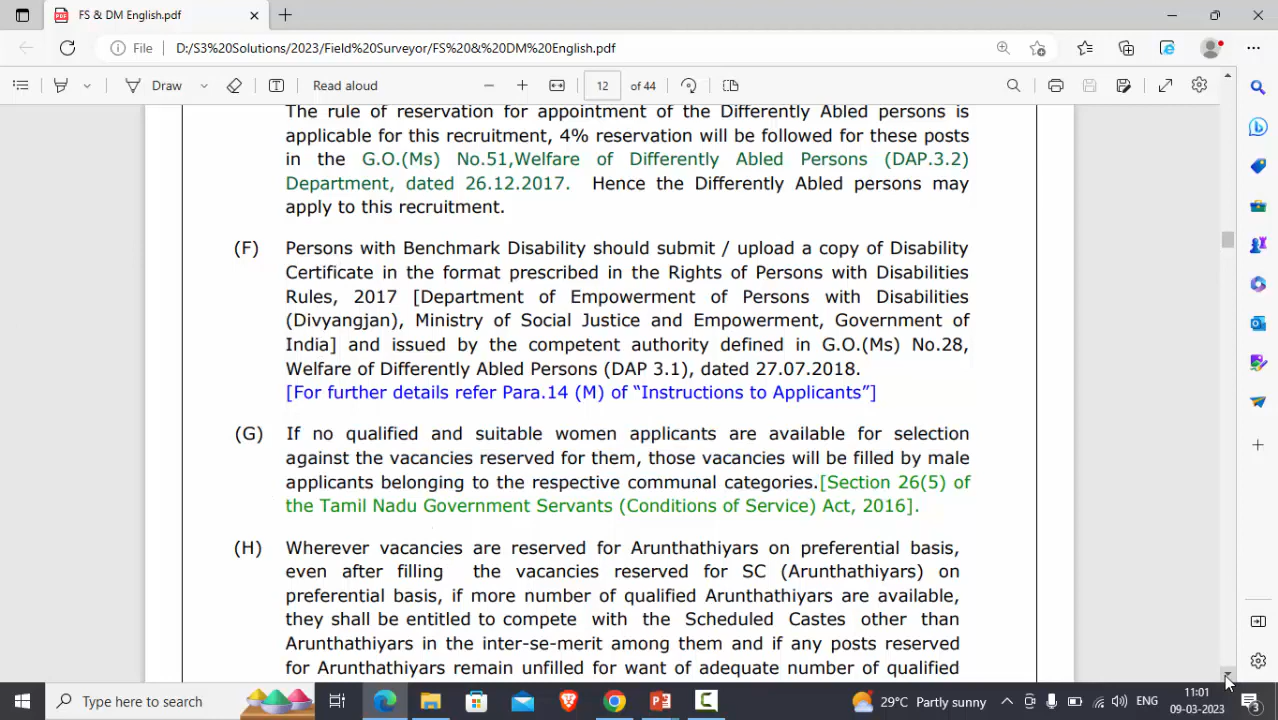 FS & DM English.pdf
File
D:/S3%20Solutions/2023/Field%20Surveyor/FS%20&%20DM%20English.pdf
Draw
Read aloud
12
of 44
The rule of reservation for appointment of the Differently Abled persons is
applicable for this recruitment, 4% reservation will be followed for these posts
in the G.O.(Ms) No.51,Welfare of Differently Abled Persons (DAP.3.2)
Department, dated 26.12.2017. Hence the Differently Abled persons may
apply to this recruitment.
(F) Persons with Benchmark Disability should submit / upload a copy of Disability
Certificate in the format prescribed in the Rights of Persons with Disabilities
Rules, 2017 [Department of Empowerment of Persons with Disabilities
(Divyangjan), Ministry of Social Justice and Empowerment, Government of
India] and issued by the competent authority defined in G.O.(Ms) No.28,
Welfare of Differently Abled Persons (DAP 3.1), dated 27.07.2018.
[For further details refer Para.14 (M) of “Instructions to Applicants”]
(G) If no qualified and suitable women applicants are available for selection
against the vacancies reserved for them, those vacancies will be filled by male
applicants belonging to the respective communal categories.[Section 26(5) of
the Tamil Nadu Government Servants (Conditions of Service) Act, 2016].
(H) Wherever vacancies are reserved for Arunthathiyars on preferential basis,
even after filling the vacancies reserved for SC (Arunthathiyars) on
preferential basis, if more number of qualified Arunthathiyars are available,
they shall be entitled to compete with the Scheduled Castes other than
Arunthathiyars in the inter-se-merit among them and if any posts reserved
for Arunthathiyars remain unfilled for want of adequate number of qualified
Type here to search
29°C Partly sunny
ENG
11:01
09-03-2023
3